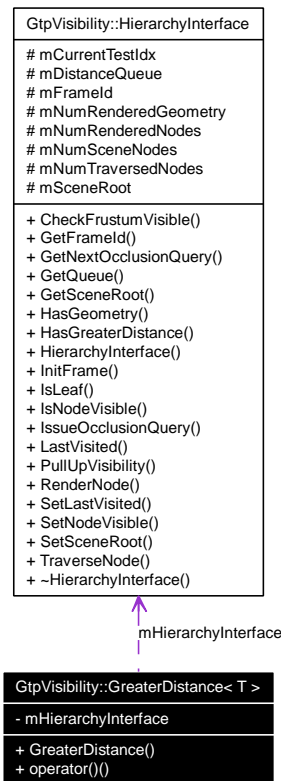 GtpVisibility::HierarchyInterface
# mCurrentTestIdx
# mDistanceQueue
# mFrameId
# mNumRenderedGeometry
# mNumRenderedNodes
# mNumSceneNodes
# mNumTraversedNodes
# mSceneRoot
+ CheckFrustumVisible()
+ GetFrameId()
+ GetNextOcclusionQuery()
+ GetQueue()
+ GetSceneRoot()
+ HasGeometry()
+ HasGreaterDistance()
+ HierarchyInterface()
+ InitFrame()
+ IsLeaf()
+ IsNodeVisible()
+ IssueOcclusionQuery()
+ LastVisited()
+ PullUpVisibility()
+ RenderNode()
+ SetLastVisited()
+ SetNodeVisible()
+ SetSceneRoot()
+ TraverseNode()
+ ~HierarchyInterface()
mHierarchyInterface
GtpVisibility::GreaterDistance< T >
- mHierarchyInterface
+ GreaterDistance()
+ operator()()